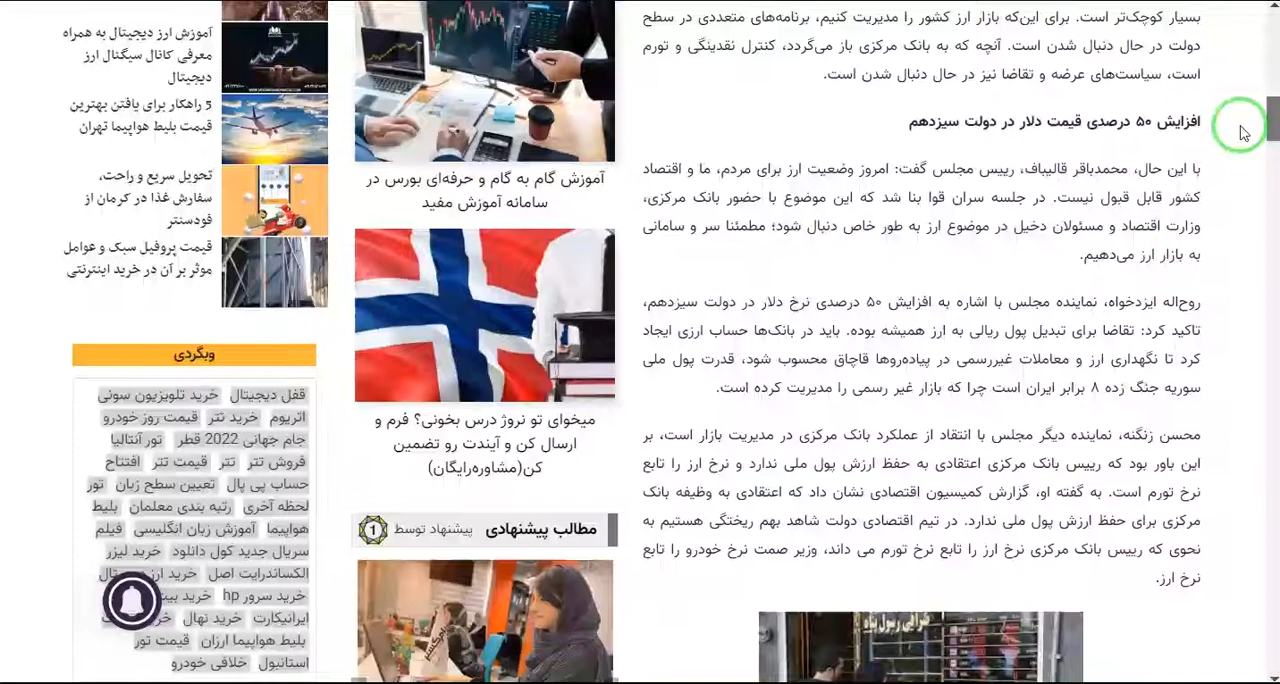 بسیار کوچک‌تر است. برای این‌که بازار ارز کشور را مدیریت کنیم، برنامه‌های متعددی در سطح
دولت در حال دنبال شدن است. آنچه که به بانک مرکزی باز می‌گردد، کنترل نقدینگی و تورم
است، سیاست‌های عرضه و تقاضا نیز در حال دنبال شدن است.
افزایش ۵۰ درصدی قیمت دلار در دولت سیزدهم
با این حال، محمدباقر قالیباف، رییس مجلس گفت: امروز وضعیت ارز برای مردم، ما و اقتصاد
کشور قابل قبول نیست. در جلسه سران قوا بنا شد که این موضوع با حضور بانک مرکزی،
وزارت اقتصاد و مسئولان دخیل در موضوع ارز به طور خاص دنبال شود؛ مطمئنا سر و سامانی
به بازار ارز می‌دهیم.
روح‌اله ایزدخواه، نماینده مجلس با اشاره به افزایش ۵۰ درصدی نرخ دلار در دولت سیزدهم،
تاکید کرد: تقاضا برای تبدیل پول ریالی به ارز همیشه بوده. باید در بانک‌ها حساب ارزی ایجاد
کرد تا نگهداری ارز و معاملات غیررسمی در پیاده‌روها قاچاق محسوب شود، قدرت پول ملی
سوریه جنگ زده ۸ برابر ایران است چرا که بازار غیر رسمی را مدیریت کرده است.
محسن زنگنه، نماینده دیگر مجلس با انتقاد از عملکرد بانک مرکزی در مدیریت بازار است، بر
این باور بود که رییس بانک مرکزی اعتقادی به حفظ ارزش پول ملی ندارد و نرخ ارز را تابع
نرخ تورم است. به گفته او، گزارش کمیسیون اقتصادی نشان داد که اعتقادی به وظیفه بانک
مرکزی برای حفظ ارزش پول ملی ندارد. در تیم اقتصادی دولت شاهد بهم ریختگی هستیم به
نحوی که رییس بانک مرکزی نرخ ارز را تابع نرخ تورم می داند، وزیر صمت نرخ خودرو را تابع
نرخ ارز.
آموزش گام به گام و حرفه‌ای بورس در
سامانه آموزش مفید
میخوای تو نروژ درس بخونی؟ فرم و
ارسال کن و آیندت رو تضمین
کن(مشاوره‌رایگان)
مطالب پیشنهادی پیشنهاد توسط
آموزش ارز دیجیتال به همراه
معرفی کانال سیگنال ارز
دیجیتال
5 راهکار برای یافتن بهترین
قیمت بلیط هواپیما تهران
تحویل سریع و راحت،
سفارش غذا در کرمان از
فودسنتر
قیمت پروفیل سبک و عوامل
موثر بر آن در خرید اینترنتی
وبگردی
قفل دیجیتال خرید تلویزیون سونی
اتریوم خرید تتر قیمت روز خودرو
جام جهانی 2022 قطر تور آنتالیا
فروش تتر تتر قیمت تتر افتتاح
حساب پی پال تعیین سطح زبان تور
لحظه آخری رتبه بندی معلمان بلیط
هواپیما آموزش زبان انگلیسی فیلم
سریال جدید کول دانلود خرید لیزر
الکساندرایت اصل خرید ارز
خرید سرور hp خرید
ایرانیکارت خرید نهال
بلیط هواپیما ارزان قیمت تور
استانبول خلافی خودرو